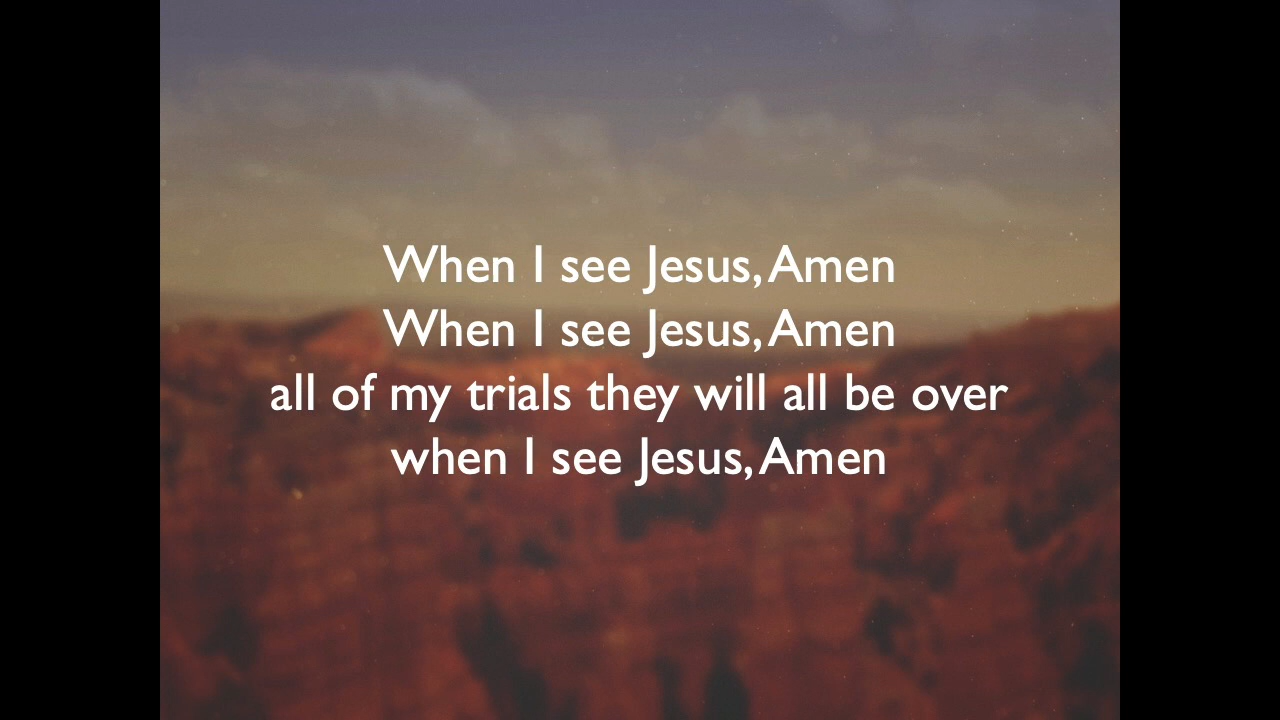 When I see Jesus, Amen
When I see Jesus, Amen
all of my trials they will all be over
when I see Jesus, Amen